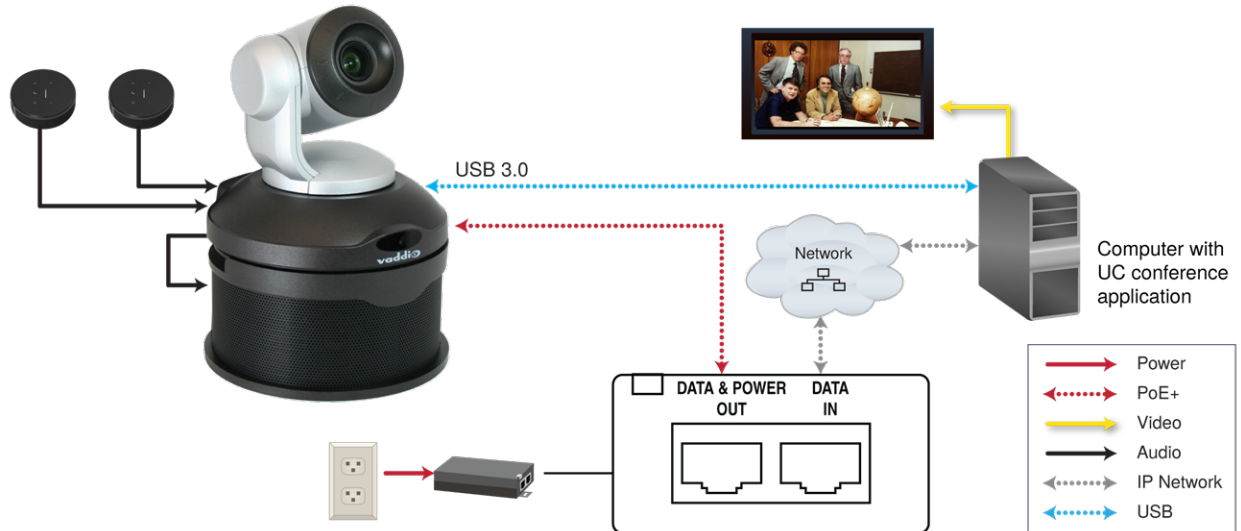 USB 3.0
vaddio
Network
Computer with
UC conference
application
DATA & POWER
OUT
DATA
IN
Power
PoE+
Video
Audio
IP Network
USB